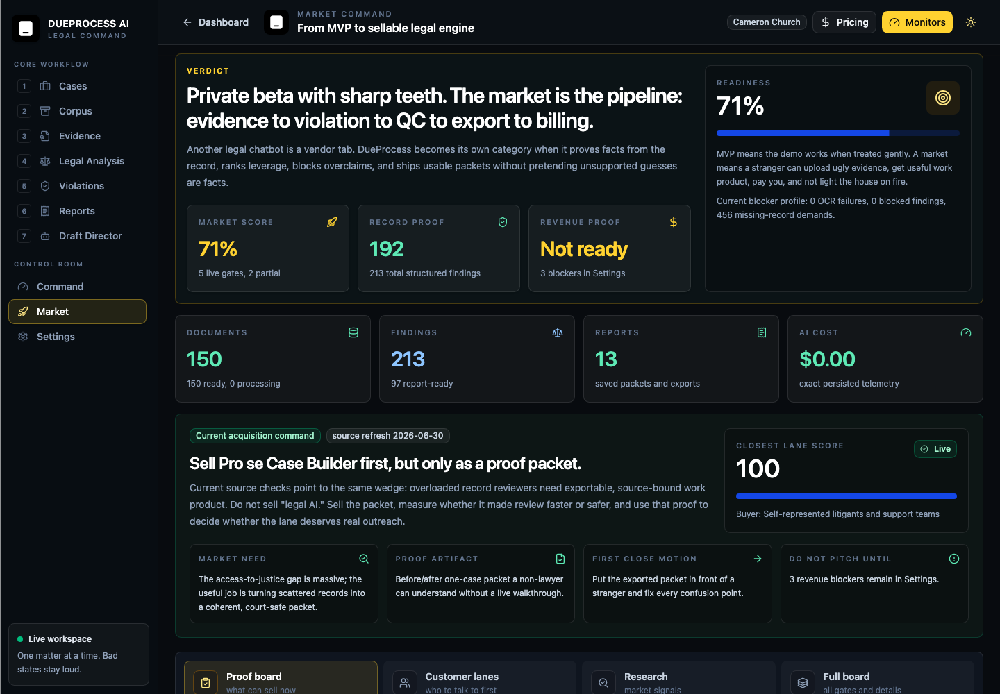 DUEPROCESS AI
LEGAL COMMAND
CORE WORKFLOW
1 Cases
2 Corpus
3 Evidence
4 Legal Analysis
5 Violations
6 Reports
7 Draft Director
CONTROL ROOM
Command
Market
Settings
Live workspace
One matter at a time. Bad
states stay loud.
Dashboard
MARKET COMMAND
From MVP to sellable legal engine
Cameron Church
Pricing
Monitors
VERDICT
Private beta with sharp teeth. The market is the pipeline:
evidence to violation to QC to export to billing.
Another legal chatbot is a vendor tab. DueProcess becomes its own category when it proves facts from the
record, ranks leverage, blocks overclaims, and ships usable packets without pretending unsupported guesses
are facts.
MARKET SCORE
71%
5 live gates, 2 partial
RECORD PROOF
192
213 total structured findings
REVENUE PROOF
Not ready
3 blockers in Settings
READINESS
71%
MVP means the demo works when treated gently. A market
means a stranger can upload ugly evidence, get useful work
product, pay you, and not light the house on fire.
Current blocker profile: 0 OCR failures, 0 blocked findings,
456 missing-record demands.
DOCUMENTS
150
150 ready, 0 processing
FINDINGS
213
97 report-ready
REPORTS
13
saved packets and exports
AI COST
$0.00
exact persisted telemetry
Current acquisition command
source refresh 2026-06-30
Sell Pro se Case Builder first, but only as a proof packet.
Current source checks point to the same wedge: overloaded record reviewers need exportable, source-bound work
product. Do not sell "legal AI." Sell the packet, measure whether it made review faster or safer, and use that proof to
decide whether the lane deserves real outreach.
CLOSEST LANE SCORE
Live
100
Buyer: Self-represented litigants and support teams
MARKET NEED
The access-to-justice gap is massive; the
useful job is turning scattered records into
a coherent, court-safe packet.
PROOF ARTIFACT
Before/after one-case packet a non-lawyer
can understand without a live walkthrough.
FIRST CLOSE MOTION
Put the exported packet in front of a
stranger and fix every confusion point.
DO NOT PITCH UNTIL
3 revenue blockers remain in Settings.
Proof board
what can sell now
Customer lanes
who to talk to first
Research
market signals
Full board
all gates and details